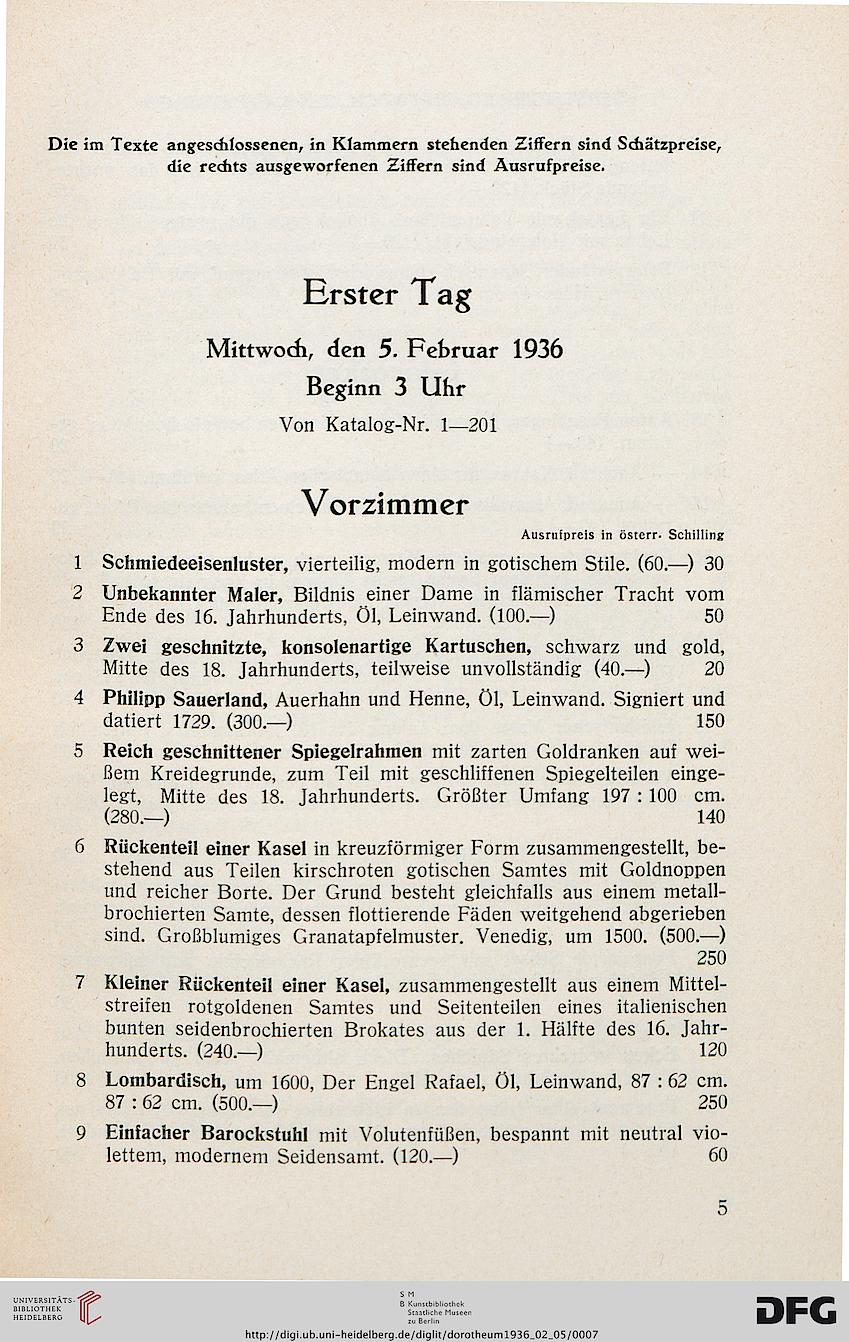 Die im Texte angeschlossenen, in Klammern stehenden Ziffern sind Schätzpreise,
die rechts ausgeworfenen Ziffern sind Ausrufpreise.
Erster Tag
Mittwoch, den 5. Februar 1936
Beginn 3 Uhr
Von Katalog-Nr. 1—201
Vorzimmer
Ausrufpreis in österr. Schilling
1 Schmiedeeisenluster, vierteilig, modern in gotischem Stile. (60.—) 30
2 Unbekannter Maler, Bildnis einer Dame in flämischer Tracht vom
Ende des 16. Jahrhunderts, Öl, Leinwand. (100.—) 50
3 Zwei geschnitzte, konsolenartige Kartuschen, schwarz und gold,
Mitte des 18. Jahrhunderts, teilweise unvollständig (40.—) 20
4 Philipp Sauerland, Auerhahn und Henne, Öl, Leinwand. Signiert und
datiert 1729. (300.—) 150
5 Reich geschnittener Spiegelrahmen mit zarten Goldranken auf wei-
ßem Kreidegrunde, zum Teil mit geschliffenen Spiegelteilen einge-
legt, Mitte des 18. Jahrhunderts. Größter Umfang 197 : 100 cm.
(280.—) 140
6 Rückenteil einer Kasel in kreuzförmiger Form zusammengestellt, be-
stehend aus Teilen kirschroten gotischen Samtes mit Goldnoppen
und reicher Borte. Der Grund besteht gleichfalls aus einem metall-
brochierten Samte, dessen flottierende Fäden weitgehend abgerieben
sind. Großblumiges Granatapfelmuster. Venedig, um 1500. (500.—)
250
7 Kleiner Rückenteil einer Kasel, zusammengestellt aus einem Mittel-
streifen rotgoldenen Samtes und Seitenteilen eines italienischen
bunten seidenbrochierten Brokates aus der 1. Hälfte des 16. Jahr-
hunderts. (240.—) 120
8 Lombardisch, um 1600, Der Engel Rafael, Öl, Leinwand, 87 : 62 cm.
87 : 62 cm. (500.—) 250
9 Einfacher Barockstuhl mit Volutenfüßen, bespannt mit neutral vio-
lettem, modernem Seidensamt. (120.—) 60
5
UNIVERSITÄTS-
BIBLIOTHEK
HEIDELBERG
S M
B Kunstbibliothek
Staatliche Museen
zu Berlin
DFG
http://digi.ub.uni-heidelberg.de/diglit/dorotheum1936_02_05/0007